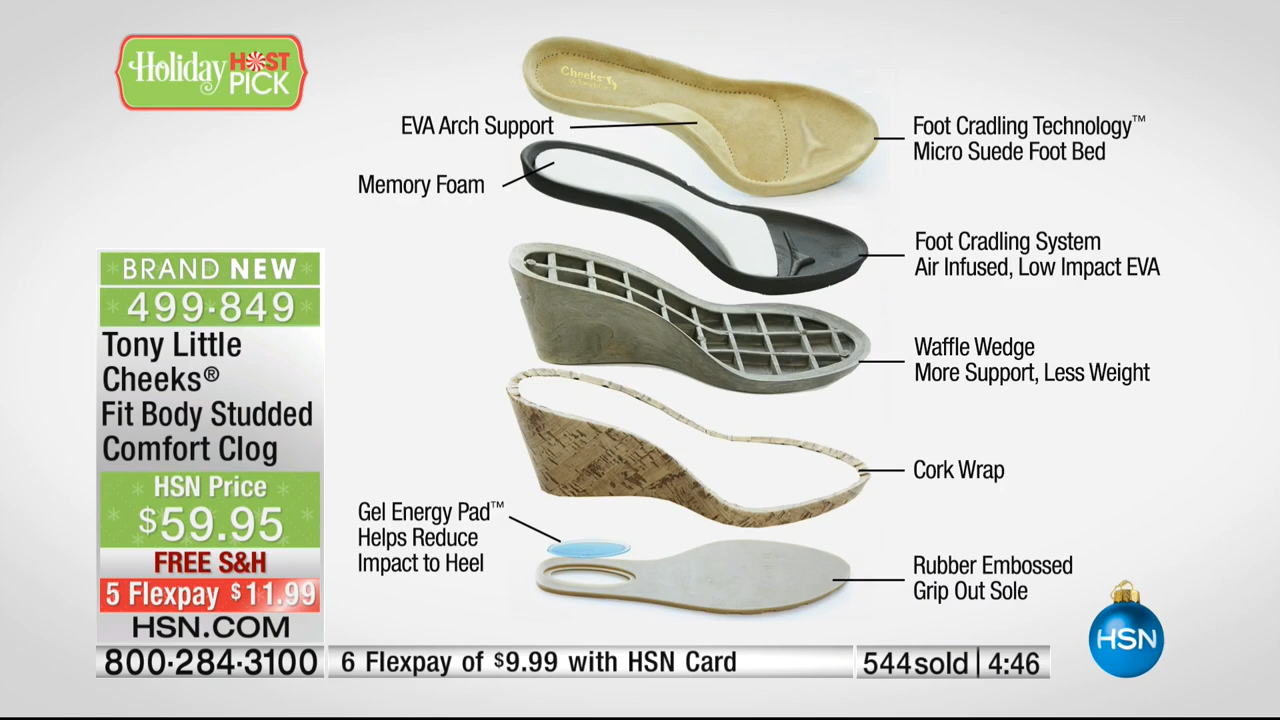 Holiday HOST PICK
Cheeks
EVA Arch Support
Memory Foam
Foot Cradling Technology™
Micro Suede Foot Bed
Foot Cradling System
Air Infused, Low Impact EVA
Waffle Wedge
More Support, Less Weight
Cork Wrap
Gel Energy Pad™
Helps Reduce
Impact to Heel
Rubber Embossed
Grip Out Sole
BRAND NEW
499·849
Tony Little
Cheeks®
Fit Body Studded
Comfort Clog
HSN Price
$59.95
FREE S&H
5 Flexpay $11.99
HSN.COM
800·284·3100
6 Flexpay of $9.99 with HSN Card
544 sold | 4:46
HSN